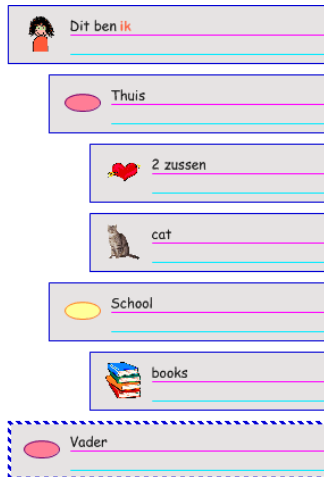 Dit ben ik
Thuis
2 zussen
cat
School
books
Vader